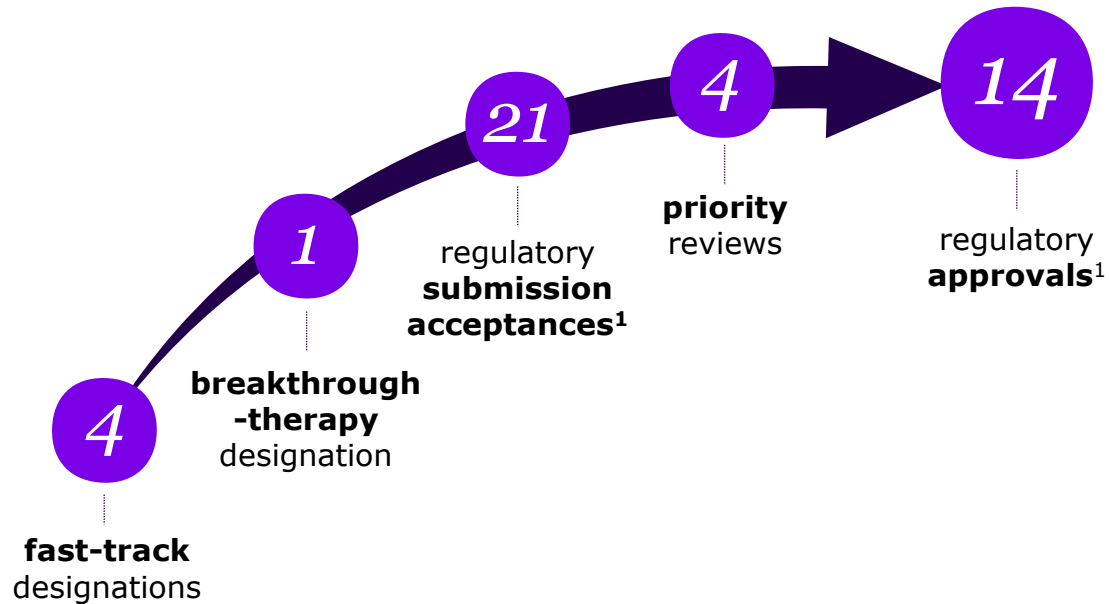 4
fast-track
designations
1
breakthrough
-therapy
designation
21
regulatory
submission
acceptances¹
4
priority
reviews
14
regulatory
approvals¹